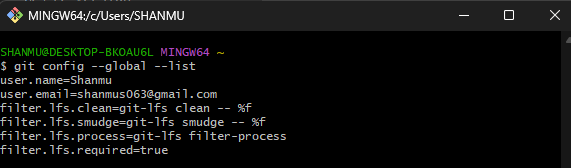 MINGW64:/c/Users/SHANMU
SHANMU@DESKTOP-BKOAU6L MINGW64 ~
$ git config --global --list
user.name=Shanmu
user.email=shanmus063@gmail.com
filter.lfs.clean=git-lfs clean -- %f
filter.lfs.smudge=git-lfs smudge -- %f
filter.lfs.process=git-lfs filter-process
filter.lfs.required=true